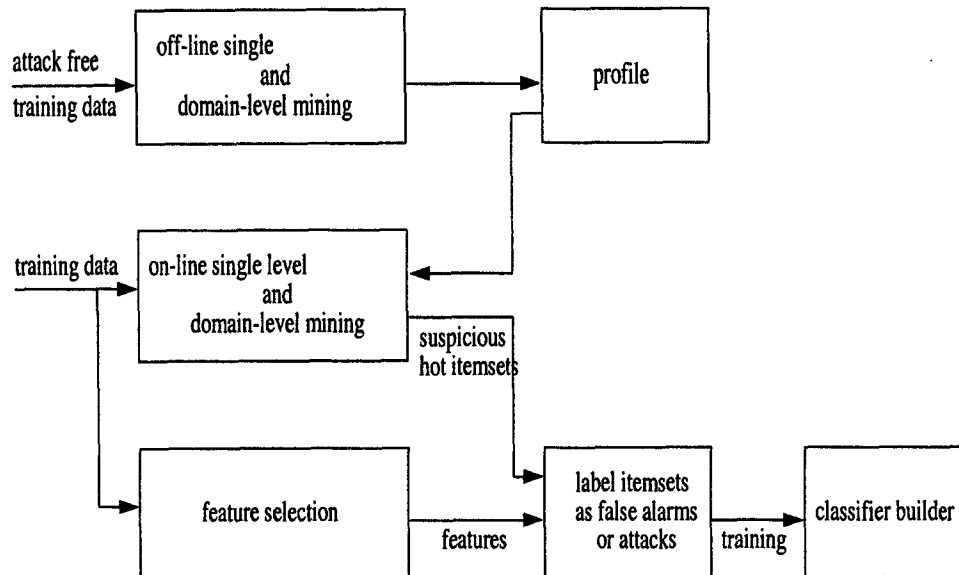 attack free
training data
off-line single
and
domain-level mining
profile
training data
on-line single level
and
domain-level mining
suspicious
hot itemsets
feature selection
features
label itemsets
as false alarms
or attacks
training
classifier builder